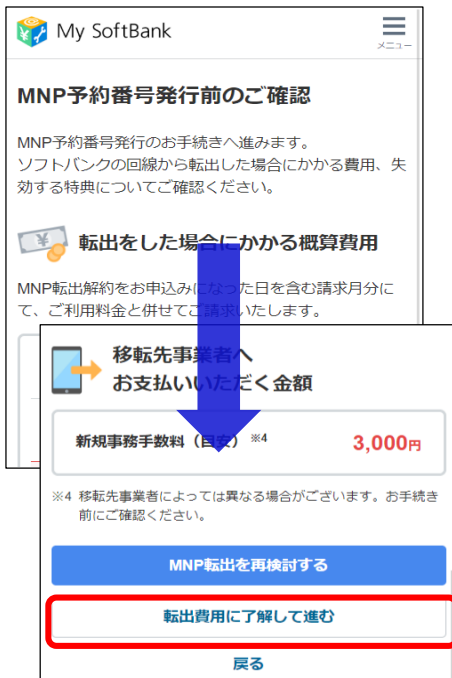 My SoftBank
メニュー
MNP予約番号発行前のご確認
MNP予約番号発行のお手続きへ進みます。
ソフトバンクの回線から転出した場合にかかる費用、失
効する特典についてご確認ください。
転出をした場合にかかる概算費用
MNP転出解約をお申込みになった日を含む請求月分に
て、ご利用料金と併せてご請求いたします。
移転先事業者へ
お支払いいただく金額
新規事務手数料（目安） ※4 3,000円
※4 移転先事業者によっては異なる場合がございます。お手続き
前にご確認ください。
MNP転出を再検討する
転出費用に了解して進む
戻る